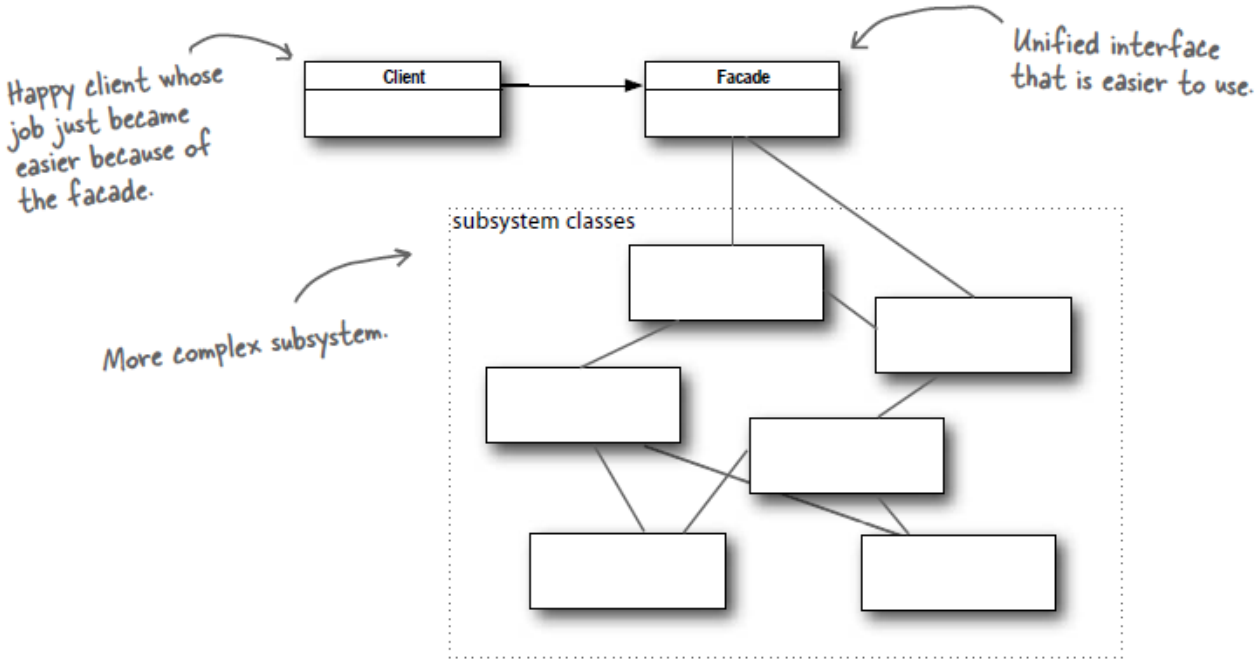 Happy client whose
job just became
easier because of
the facade.
Client
Facade
Unified interface
that is easier to use.
subsystem classes
More complex subsystem.